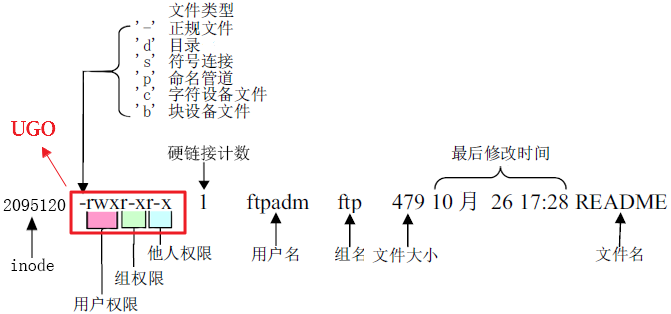 文件类型
'-' 正规文件
'd' 目录
's' 符号连接
'p' 命名管道
'c' 字符设备文件
'b' 块设备文件
UGO
硬链接计数
最后修改时间
2095120 -rwxr-xr-x 1 ftpadm ftp 479 10 月 26 17:28 README
inode
他人权限
组权限
用户权限
用户名
组名
文件大小
文件名